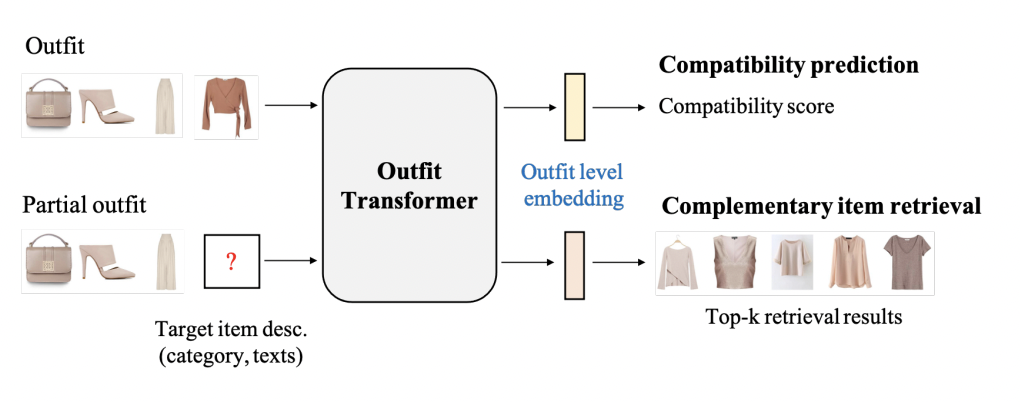 Outfit
Compatibility prediction
Compatibility score
Outfit
Transformer
Outfit level
embedding
Partial outfit
?
Target item desc.
(category, texts)
Complementary item retrieval
Top-k retrieval results